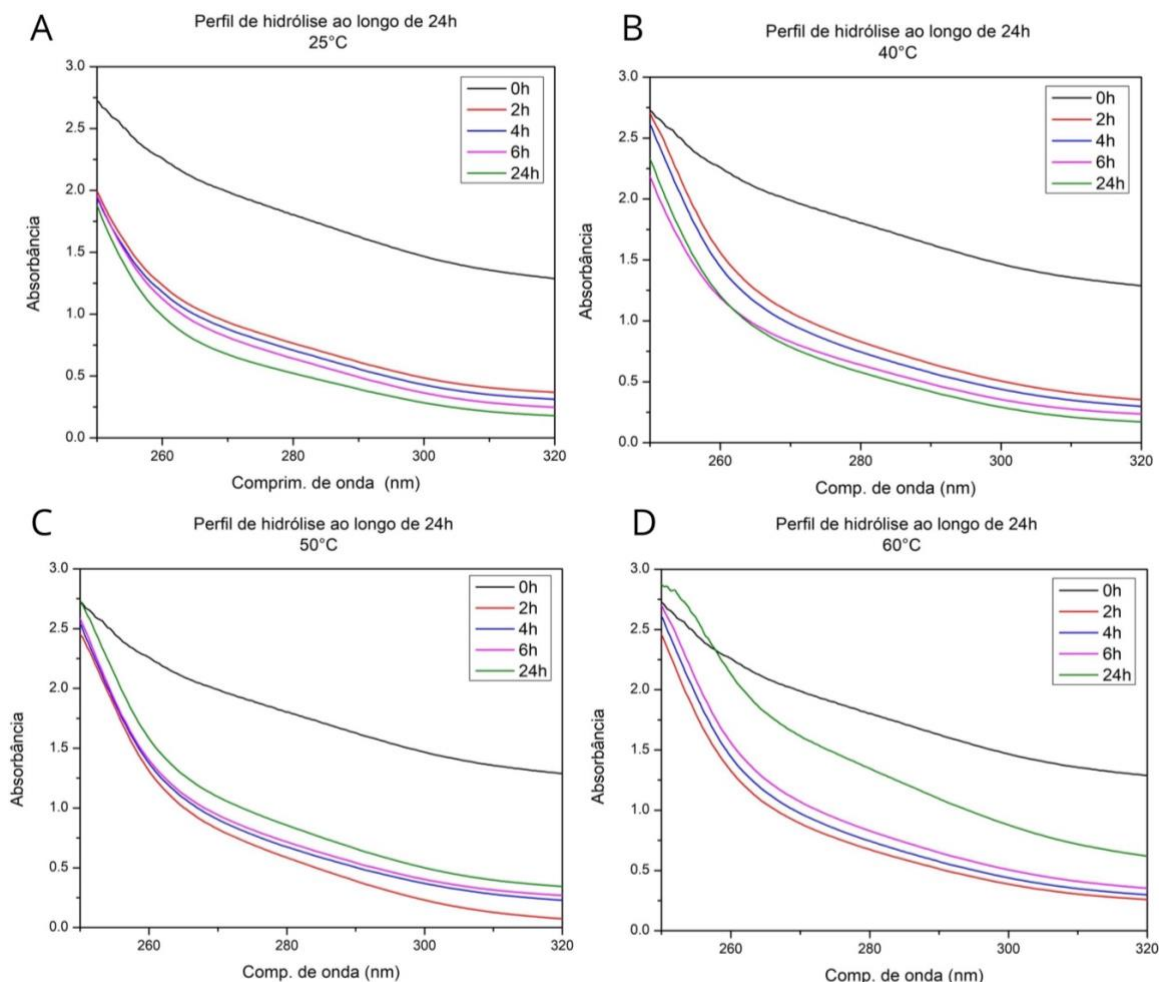 A
Perfil de hidrólise ao longo de 24h
25°C
3.0
2.5
2.0
1.5
1.0
0.5
0.0
Absorbância
0h
2h
4h
6h
24h
260
280
300
320
Comprim. de onda (nm)
B
Perfil de hidrólise ao longo de 24h
40°C
3.0
2.5
2.0
1.5
1.0
0.5
0.0
Absorbância
0h
2h
4h
6h
24h
260
280
300
320
Comp. de onda (nm)
C
Perfil de hidrólise ao longo de 24h
50°C
3.0
2.5
2.0
1.5
1.0
0.5
0.0
Absorbância
0h
2h
4h
6h
24h
260
280
300
320
Comp. de onda (nm)
D
Perfil de hidrólise ao longo de 24h
60°C
3.0
2.5
2.0
1.5
1.0
0.5
0.0
Absorbância
0h
2h
4h
6h
24h
260
280
300
320
Comp. de onda (nm)